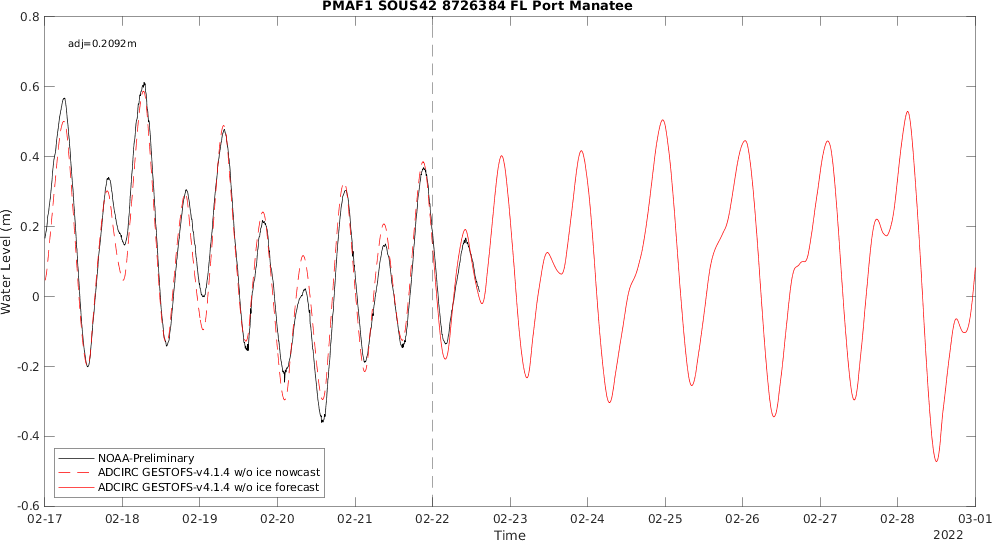 PMAF1 SOUS42 8726384 FL Port Manatee
adj=0.2092m
Water Level (m)
0.8
0.6
0.4
0.2
0
-0.2
-0.4
-0.6
NOAA-Preliminary
ADCIRC GESTOFS-v4.1.4 w/o ice nowcast
ADCIRC GESTOFS-v4.1.4 w/o ice forecast
02-17 02-18 02-19 02-20 02-21 02-22 02-23 02-24 02-25 02-26 02-27 02-28 03-01
Time
2022